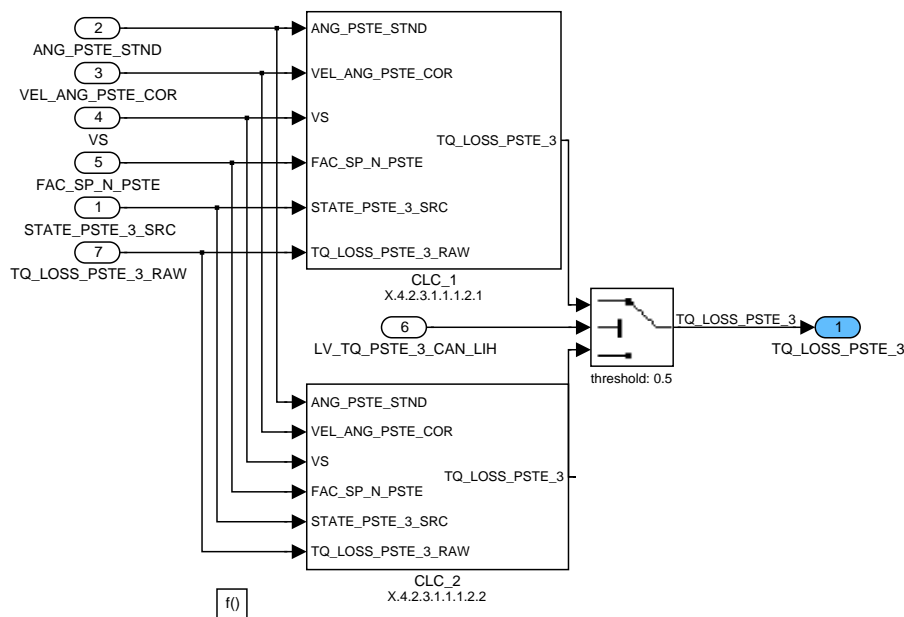 2
ANG_PSTE_STND
3
VEL_ANG_PSTE_COR
4
VS
5
FAC_SP_N_PSTE
1
STATE_PSTE_3_SRC
7
TQ_LOSS_PSTE_3_RAW
ANG_PSTE_STND
VEL_ANG_PSTE_COR
VS
FAC_SP_N_PSTE
STATE_PSTE_3_SRC
TQ_LOSS_PSTE_3_RAW
TQ_LOSS_PSTE_3
CLC_1
X.4.2.3.1.1.1.2.1
6
LV_TQ_PSTE_3_CAN_LIH
threshold: 0.5
TQ_LOSS_PSTE_3
1
TQ_LOSS_PSTE_3
ANG_PSTE_STND
VEL_ANG_PSTE_COR
VS
FAC_SP_N_PSTE
STATE_PSTE_3_SRC
TQ_LOSS_PSTE_3_RAW
TQ_LOSS_PSTE_3
CLC_2
X.4.2.3.1.1.1.2.2
f()